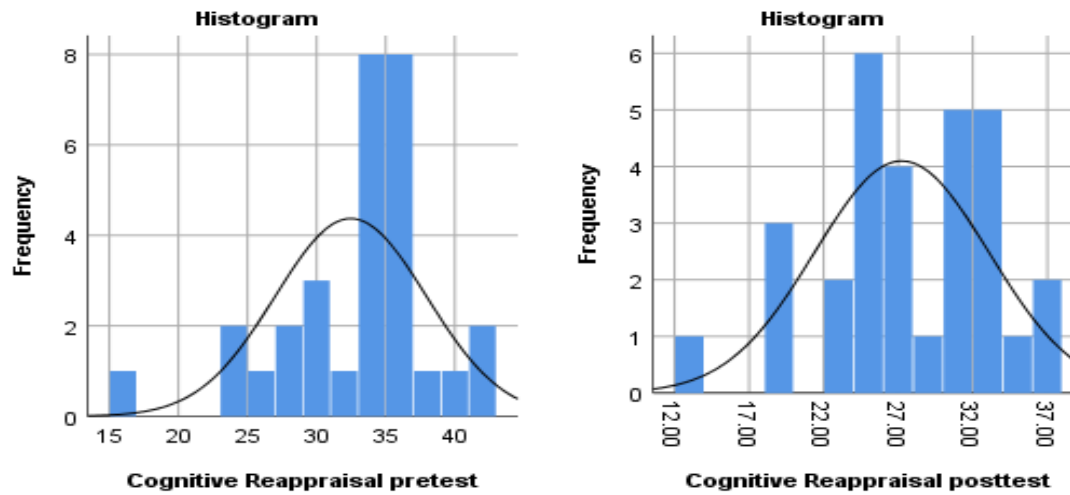 Histogram
8
6
4
2
0
Frequency
15 20 25 30 35 40
Cognitive Reappraisal pretest
Histogram
6
5
4
3
2
1
0
Frequency
12.00 17.00 22.00 27.00 32.00 37.00
Cognitive Reappraisal posttest